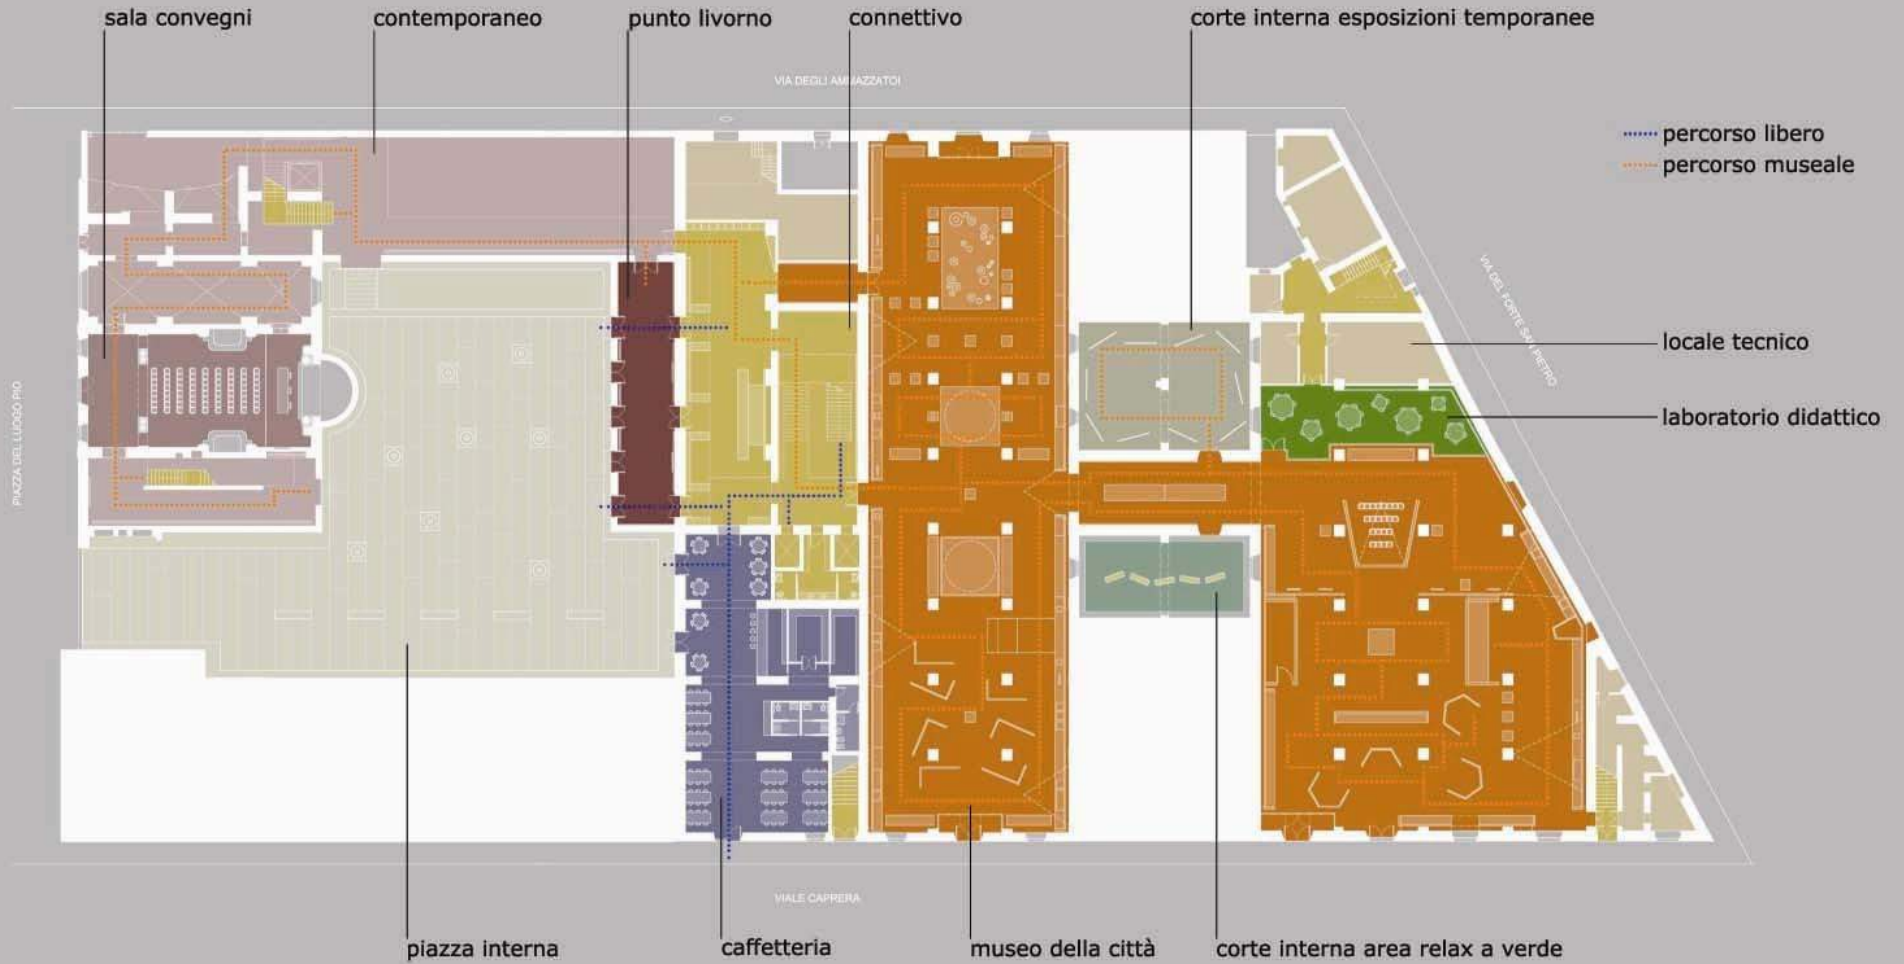 sala convegni
contemporaneo
punto livorno
connettivo
corte interna esposizioni temporanee
VIA DEGLI AMMAZZATOI
percorso libero
percorso museale
VIA DEL FORTE SAN PIETRO
locale tecnico
laboratorio didattico
PIAZZA DEL LUOGO PIO
VIALE CAPRERA
piazza interna
caffetteria
museo della città
corte interna area relax a verde